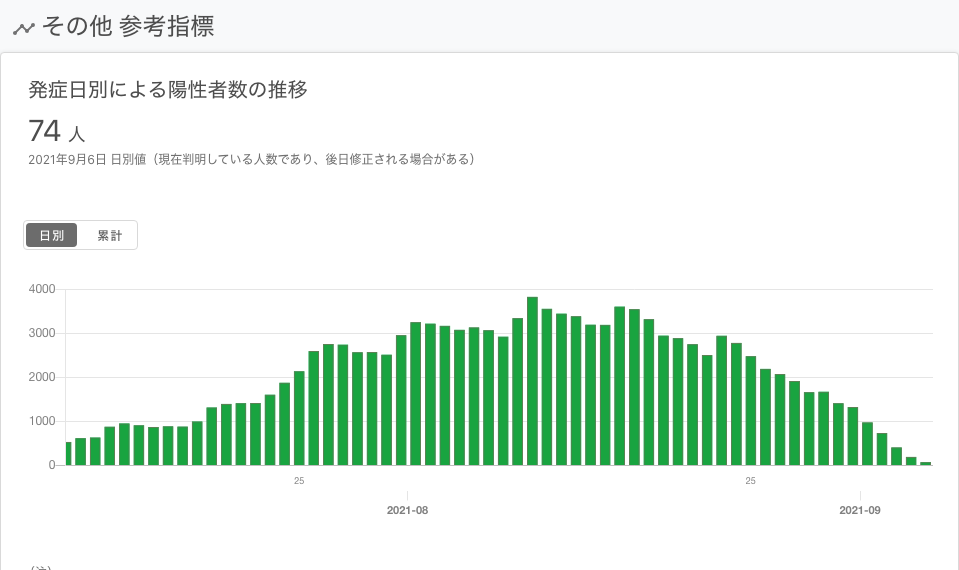 その他 参考指標
発症日別による陽性者数の推移
74 人
2021年9月6日 日別値（現在判明している人数であり、後日修正される場合がある）
日別 累計
4000
3000
2000
1000
0
25 25
2021-08 2021-09